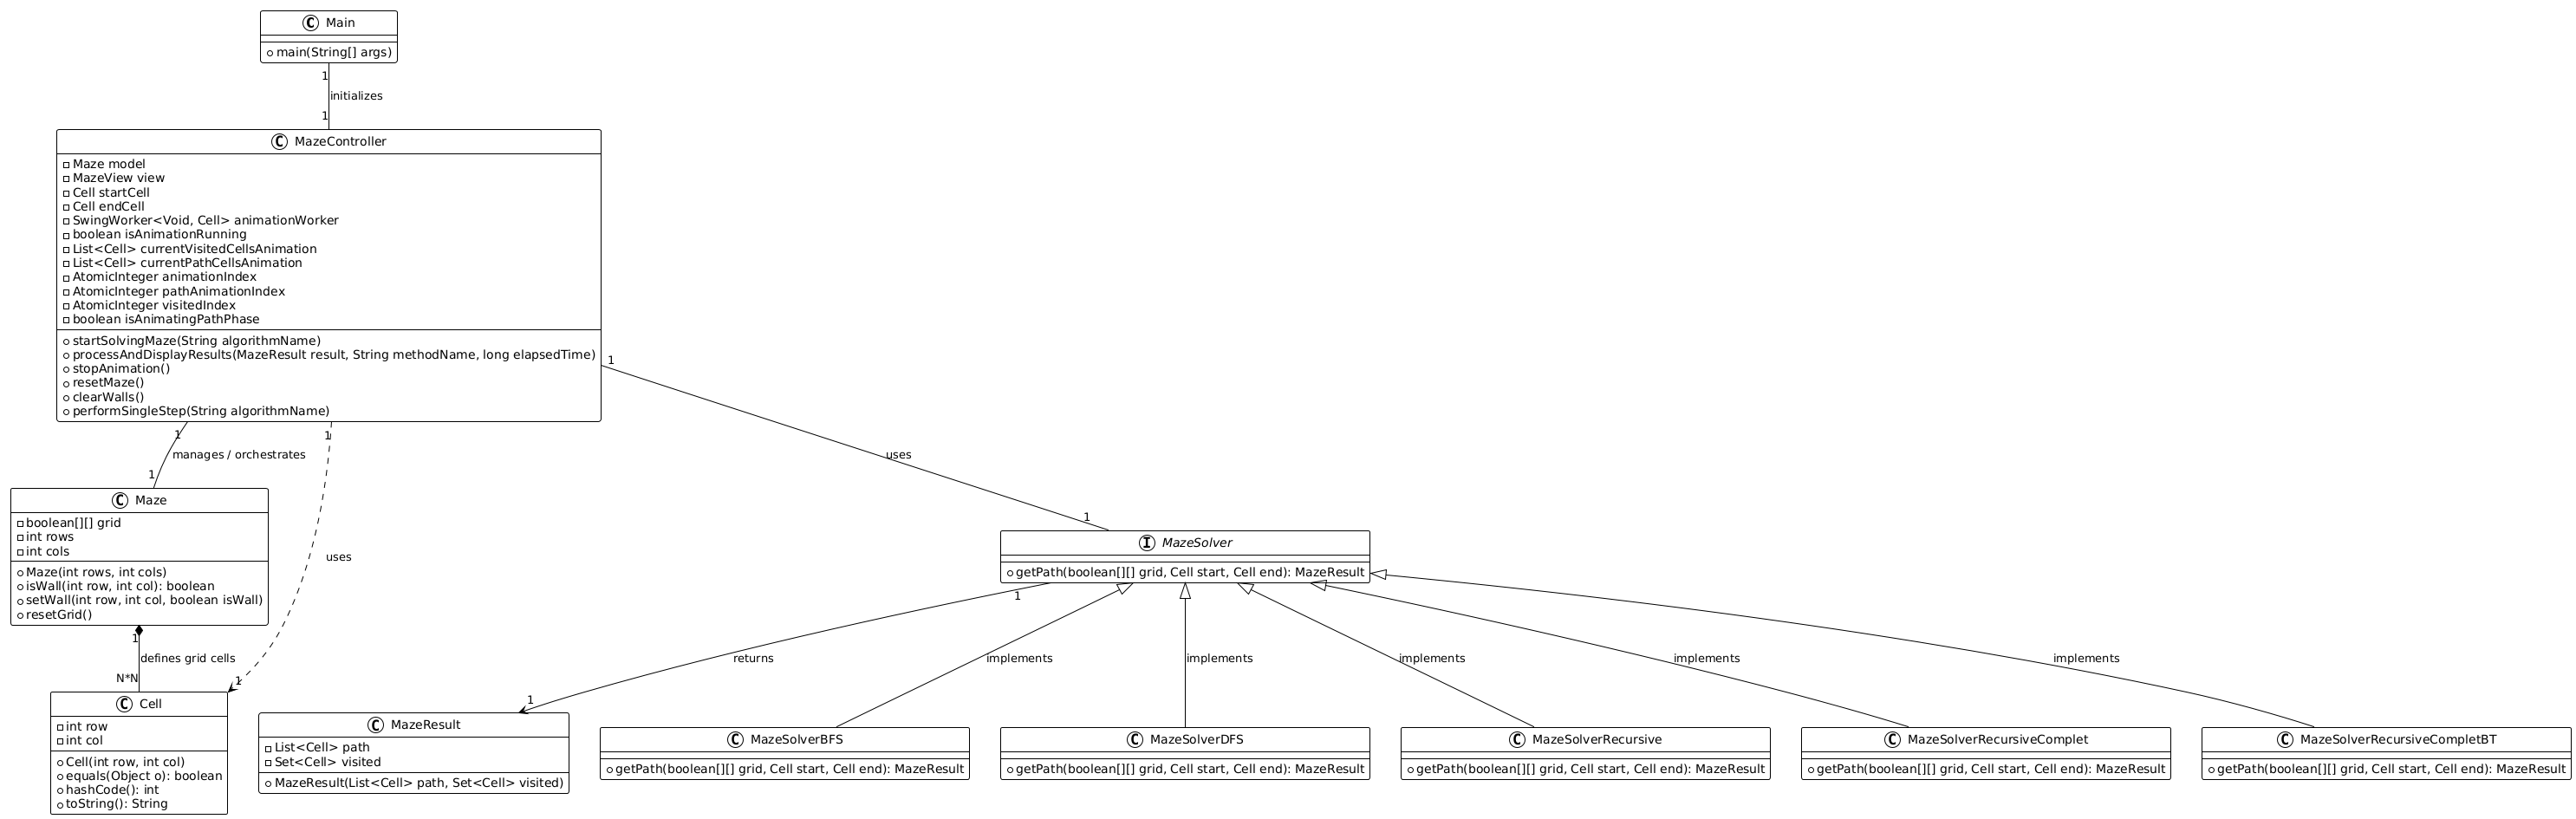 C Main
main(String[] args)
1
initializes
1
C MazeController
Maze model
MazeView view
Cell startCell
Cell endCell
SwingWorker<Void, Cell> animationWorker
boolean isAnimationRunning
List<Cell> currentVisitedCellsAnimation
List<Cell> currentPathCellsAnimation
AtomicInteger animationIndex
AtomicInteger pathAnimationIndex
AtomicInteger visitedIndex
boolean isAnimatingPathPhase
startSolvingMaze(String algorithmName)
processAndDisplayResults(MazeResult result, String methodName, long elapsedTime)
stopAnimation()
resetMaze()
clearWalls()
performSingleStep(String algorithmName)
1
uses
1
1
manages / orchestrates
1
1
uses
1
C Maze
boolean[][] grid
int rows
int cols
Maze(int rows, int cols)
isWall(int row, int col): boolean
setWall(int row, int col, boolean isWall)
resetGrid()
1
defines grid cells
N*N
I MazeSolver
getPath(boolean[][] grid, Cell start, Cell end): MazeResult
1
returns
1
implements
implements
implements
implements
implements
C Cell
int row
int col
Cell(int row, int col)
equals(Object o): boolean
hashCode(): int
toString(): String
C MazeResult
List<Cell> path
Set<Cell> visited
MazeResult(List<Cell> path, Set<Cell> visited)
C MazeSolverBFS
getPath(boolean[][] grid, Cell start, Cell end): MazeResult
C MazeSolverDFS
getPath(boolean[][] grid, Cell start, Cell end): MazeResult
C MazeSolverRecursive
getPath(boolean[][] grid, Cell start, Cell end): MazeResult
C MazeSolverRecursiveComplet
getPath(boolean[][] grid, Cell start, Cell end): MazeResult
C MazeSolverRecursiveCompletBT
getPath(boolean[][] grid, Cell start, Cell end): MazeResult